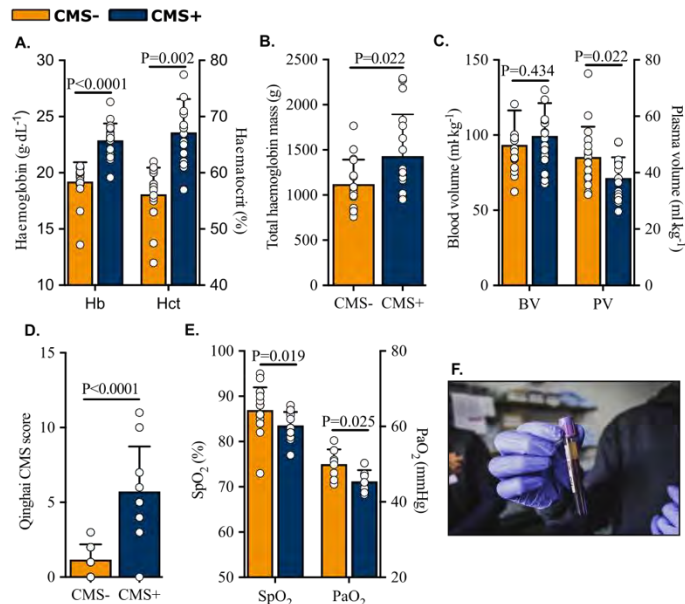 CMS- CMS+
A.
P<0.0001
P=0.002
Haemoglobin (g·dL-1)
30
25
20
15
10
Haematocrit (%)
80
70
60
50
40
Hb Hct
B.
P=0.022
Total haemoglobin mass (g)
2500
2000
1500
1000
500
0
CMS- CMS+
C.
P=0.434
P=0.022
Blood volume (ml kg-1)
150
100
50
0
Plasma volume (ml kg-1)
80
60
40
20
0
BV PV
D.
P<0.0001
Qinghai CMS score
15
10
5
0
CMS- CMS+
E.
P=0.019
P=0.025
SpO2 (%)
100
90
80
70
60
50
PaO2 (mmHg)
80
60
40
20
SpO2 PaO2
F.